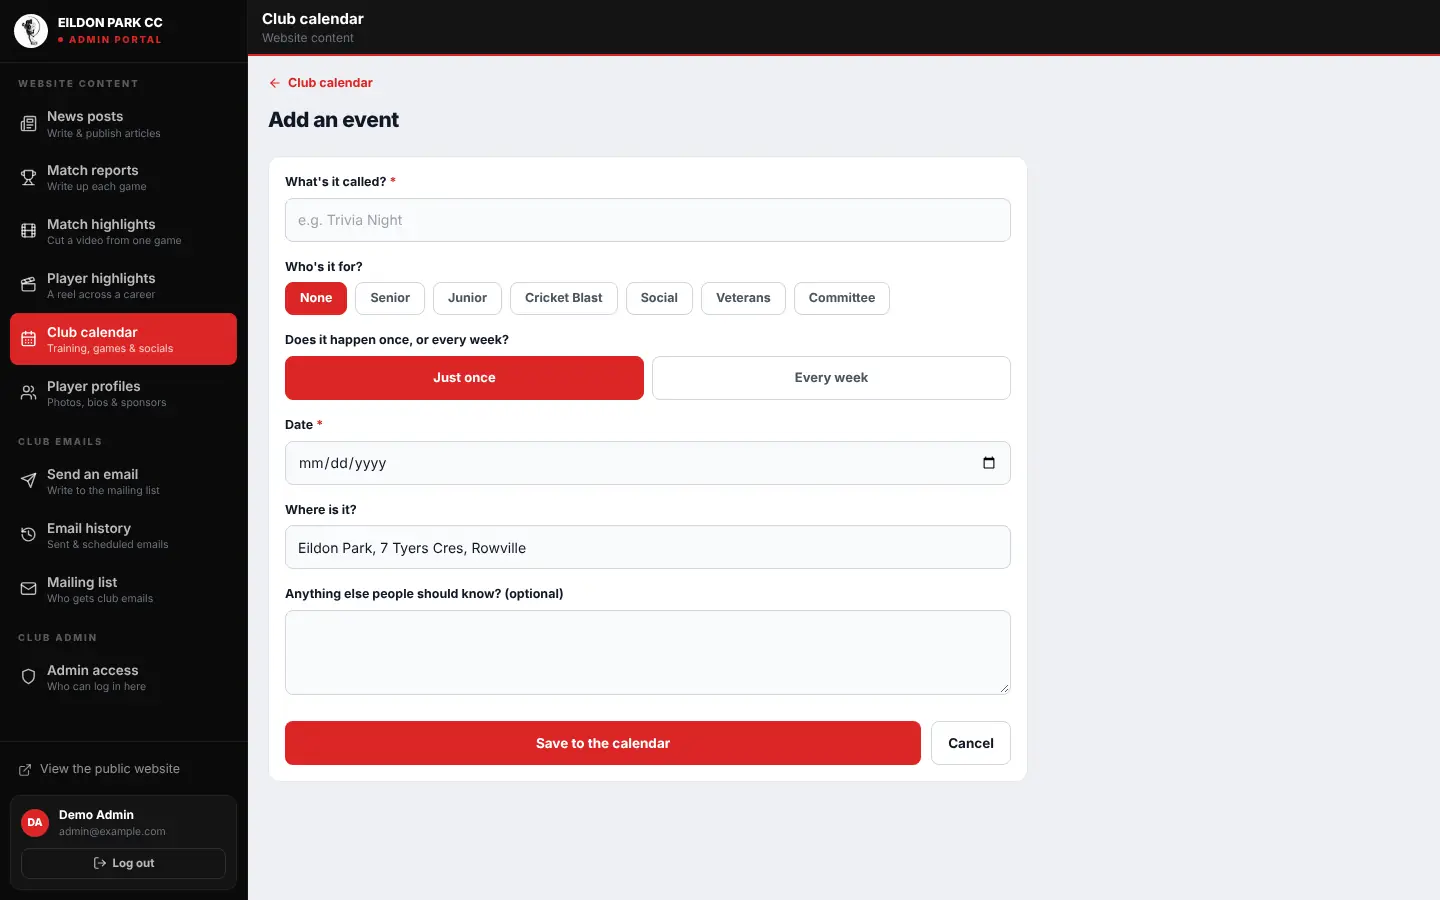 EILDON PARK CC
ADMIN PORTAL
WEBSITE CONTENT
News posts
Write & publish articles
Match reports
Write up each game
Match highlights
Cut a video from one game
Player highlights
A reel across a career
Club calendar
Training, games & socials
Player profiles
Photos, bios & sponsors
CLUB EMAILS
Send an email
Write to the mailing list
Email history
Sent & scheduled emails
Mailing list
Who gets club emails
CLUB ADMIN
Admin access
Who can log in here
View the public website
DA
Demo Admin
admin@example.com
Log out
Club calendar
Website content
← Club calendar
Add an event
What's it called? *
e.g. Trivia Night
Who's it for?
None Senior Junior Cricket Blast Social Veterans Committee
Does it happen once, or every week?
Just once Every week
Date *
mm/dd/yyyy
Where is it?
Eildon Park, 7 Tyers Cres, Rowville
Anything else people should know? (optional)
Save to the calendar Cancel